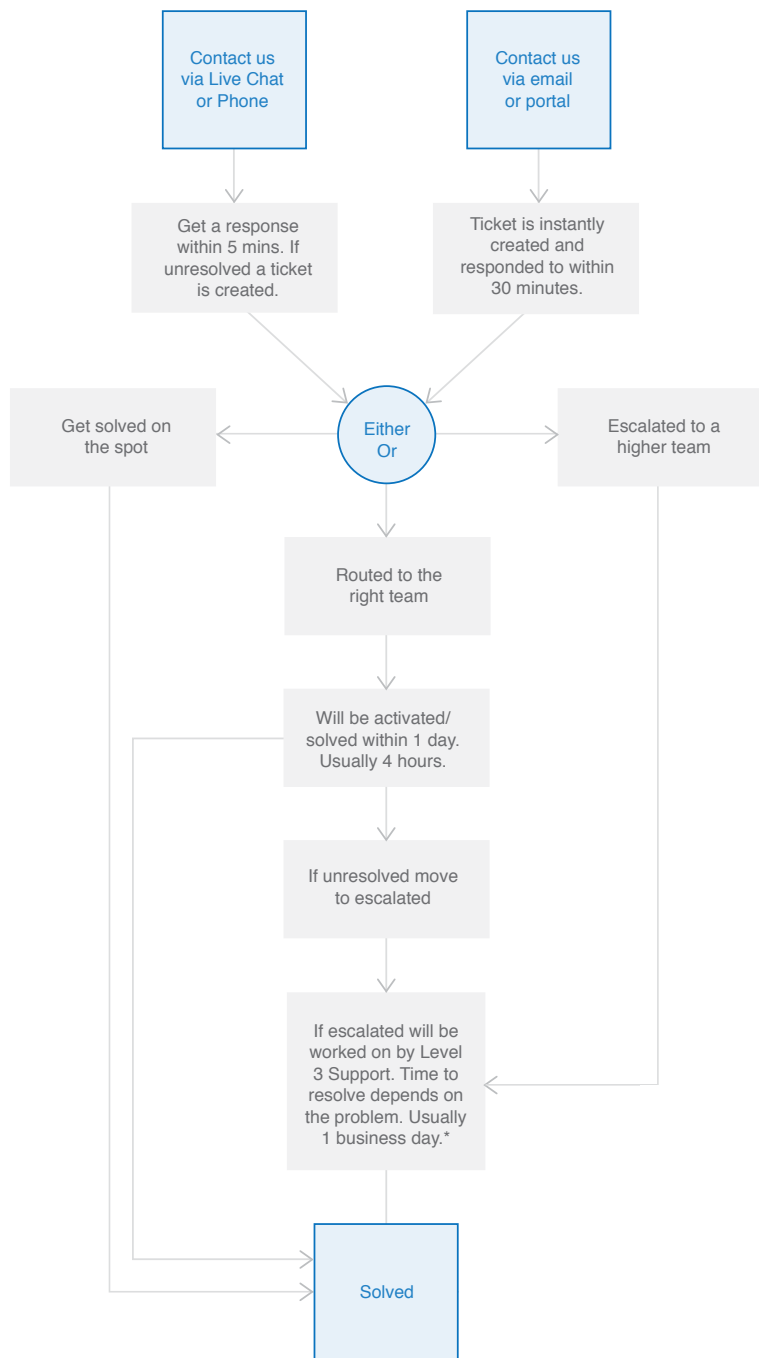 Contact us
via Live Chat
or Phone
Contact us
via email
or portal
Get a response
within 5 mins. If
unresolved a ticket
is created.
Ticket is instantly
created and
responded to within
30 minutes.
Get solved on
the spot
Either
Or
Escalated to a
higher team
Routed to the
right team
Will be activated/
solved within 1 day.
Usually 4 hours.
If unresolved move
to escalated
If escalated will be
worked on by Level
3 Support. Time to
resolve depends on
the problem. Usually
1 business day.*
Solved